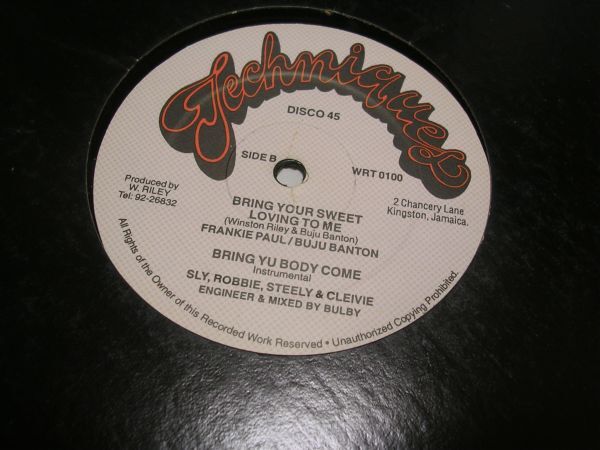 Techniques
DISCO 45
SIDE B
WRT 0100
Produced by
W. RILEY
Tel: 92-26832
2 Chancery Lane
Kingston, Jamaica.
BRING YOUR SWEET
LOVING TO ME
(Winston Riley & Buju Banton)
FRANKIE PAUL / BUJU BANTON
BRING YU BODY COME
Instrumental
SLY, ROBBIE, STEELY & CLEIVIE
ENGINEER & MIXED BY BULBY
All Rights of the Owner of this Recorded Work Reserved • Unauthorized Copying Prohibited.